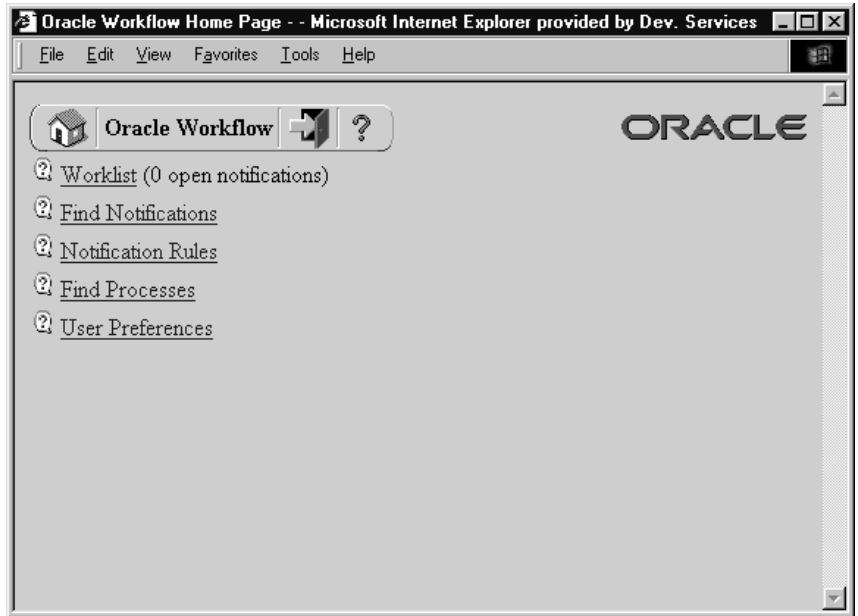 Oracle Workflow Home Page - - Microsoft Internet Explorer provided by Dev. Services
File Edit View Favorites Tools Help
Oracle Workflow ?
ORACLE
Worklist (0 open notifications)
Find Notifications
Notification Rules
Find Processes
User Preferences